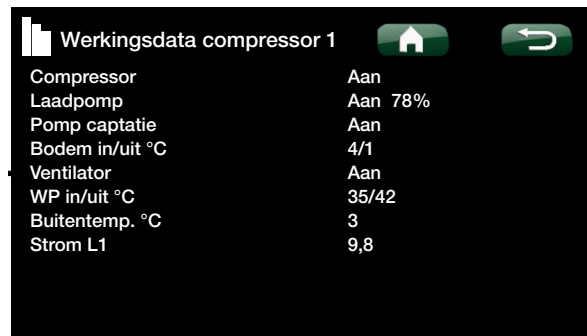 Werkingsdata compressor 1
Compressor Aan
Laadpomp Aan 78%
Pomp captatie Aan
Bodem in/uit °C 4/1
Ventilator Aan
WP in/uit °C 35/42
Buitentemp. °C 3
Strom L1 9,8